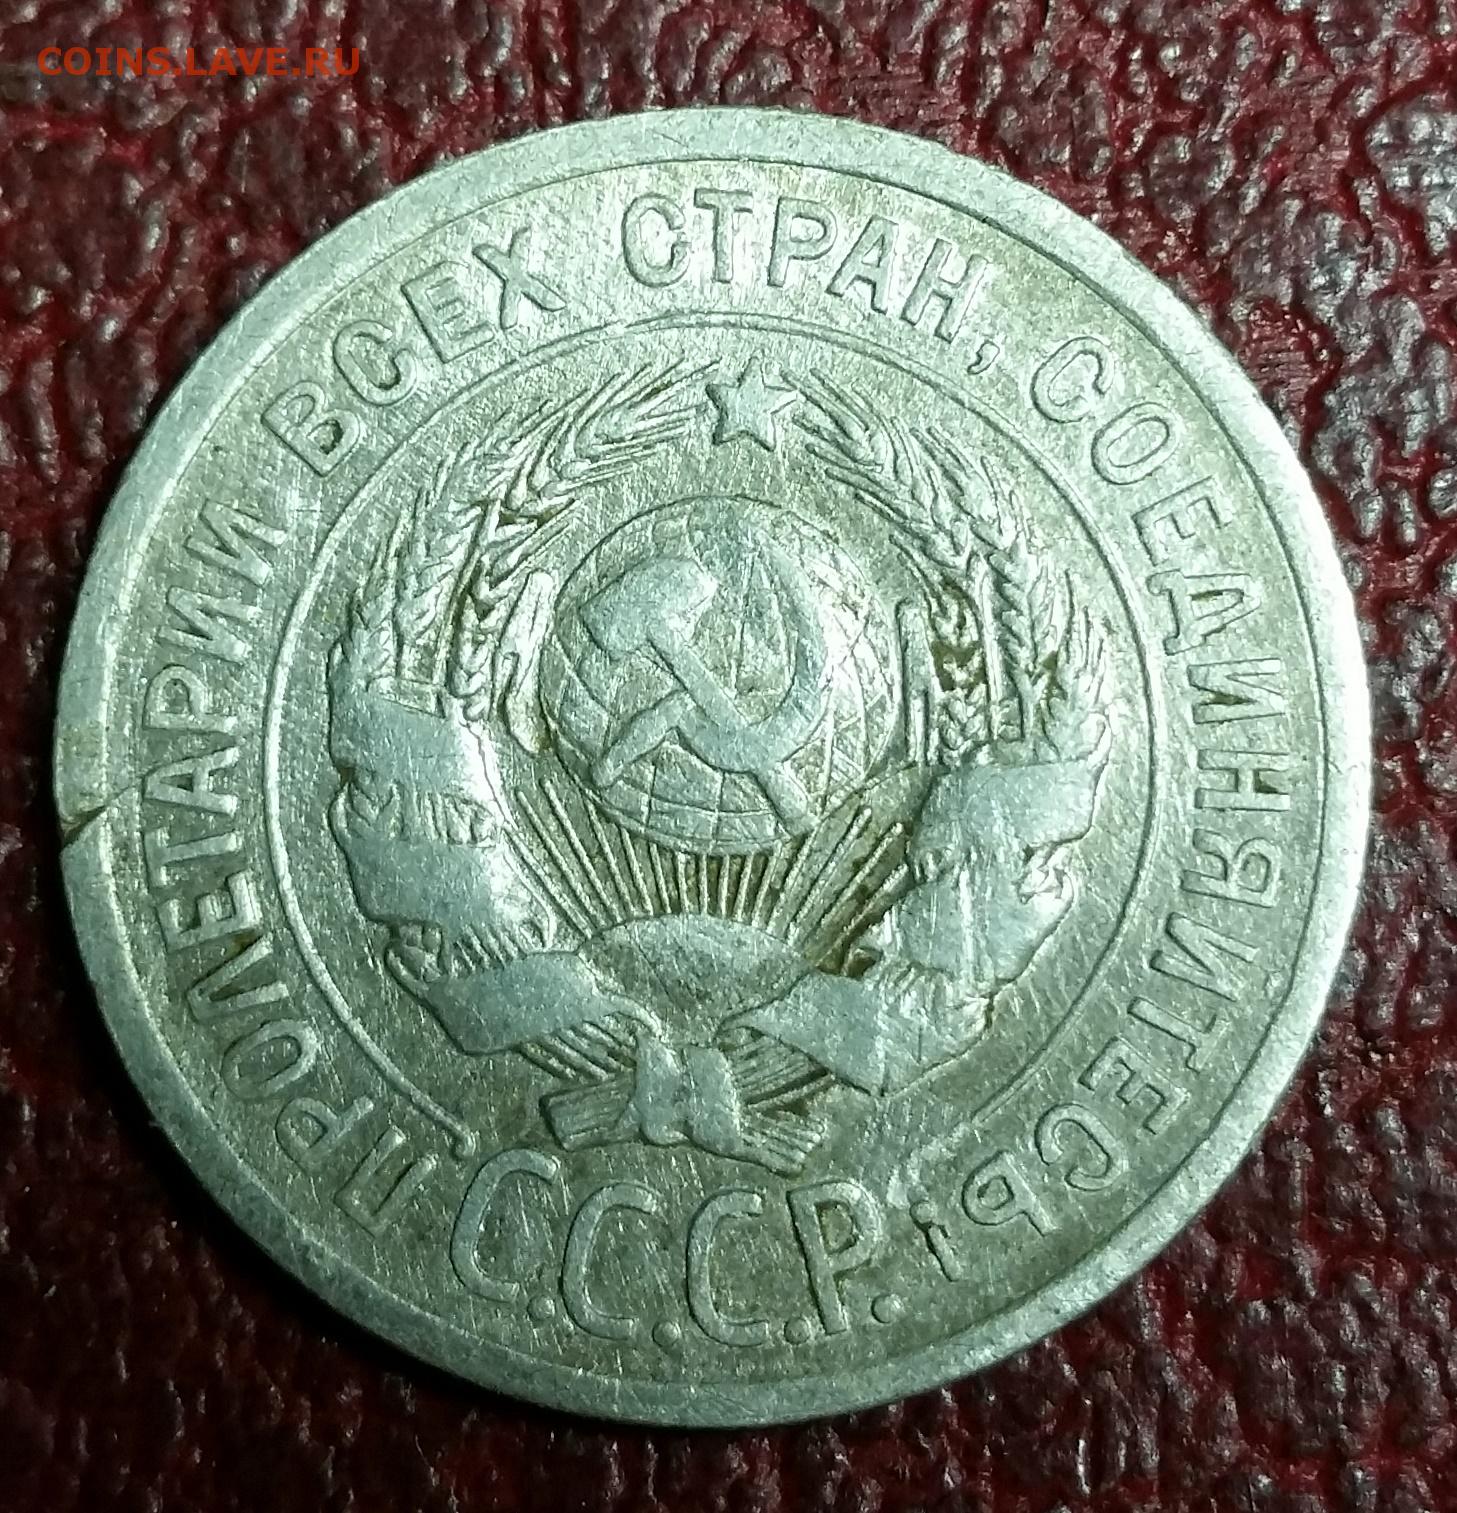 COINS.LAVE.RU
ПРОЛЕТАРИИ ВСЕХ СТРАН, СОЕДИНЯЙТЕСЬ!
С.С.С.Р.